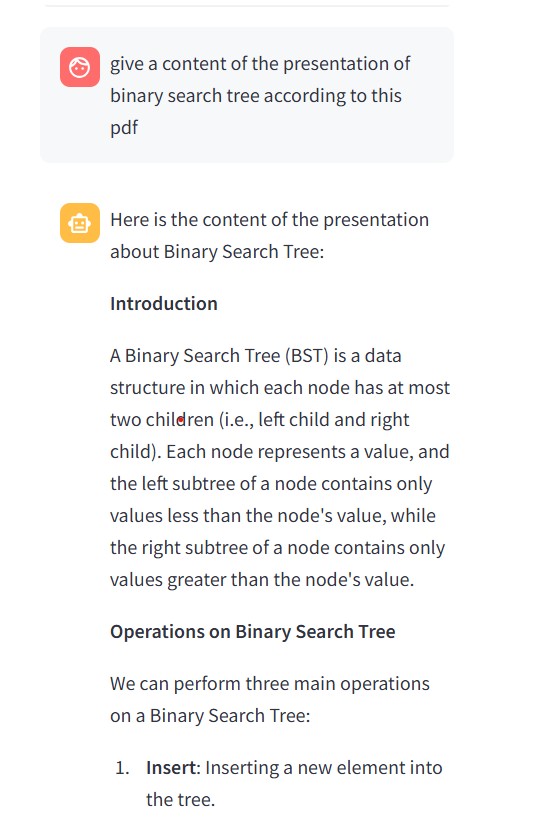 give a content of the presentation of
binary search tree according to this
pdf
Here is the content of the presentation
about Binary Search Tree:
Introduction
A Binary Search Tree (BST) is a data
structure in which each node has at most
two children (i.e., left child and right
child). Each node represents a value, and
the left subtree of a node contains only
values less than the node's value, while
the right subtree of a node contains only
values greater than the node's value.
Operations on Binary Search Tree
We can perform three main operations
on a Binary Search Tree:
1. Insert: Inserting a new element into
the tree.